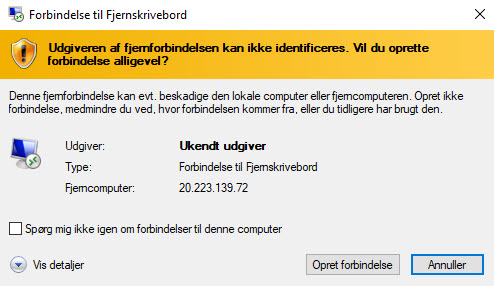 Forbindelse til Fjernskrivebord
Udgiveren af fjernforbindelsen kan ikke identificeres. Vil du oprette
forbindelse alligevel?
Denne fjernforbindelse kan evt. beskadige den lokale computer eller fjerncomputeren. Opret ikke
forbindelse, medmindre du ved, hvor forbindelsen kommer fra, eller du tidligere har brugt den.
Udgiver: Ukendt udgiver
Type: Forbindelse til Fjernskrivebord
Fjerncomputer: 20.223.139.72
Spørg mig ikke igen om forbindelser til denne computer
Vis detaljer Opret forbindelse Annuller